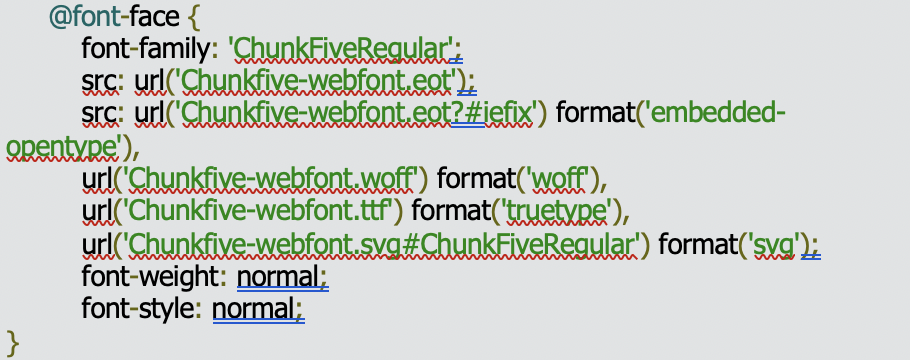 @font-face {
font-family: 'ChunkFiveRegular';
src: url('Chunkfive-webfont.eot');
src: url('Chunkfive-webfont.eot?#iefix') format('embedded-
opentype'),
url('Chunkfive-webfont.woff') format('woff'),
url('Chunkfive-webfont.ttf') format('truetype'),
url('Chunkfive-webfont.svg#ChunkFiveRegular') format('svg');
font-weight: normal;
font-style: normal;
}